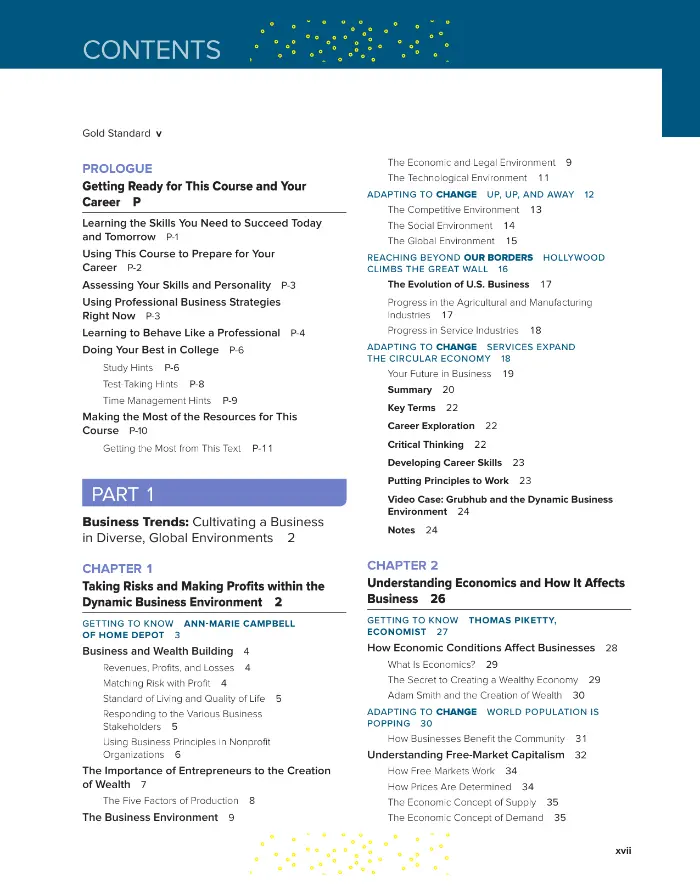 CONTENTS
Gold Standard v
PROLOGUE
Getting Ready for This Course and Your
Career P
Learning the Skills You Need to Succeed Today
and Tomorrow P-1
Using This Course to Prepare for Your
Career P-2
Assessing Your Skills and Personality P-3
Using Professional Business Strategies
Right Now P-3
Learning to Behave Like a Professional P-4
Doing Your Best in College P-6
Study Hints P-6
Test-Taking Hints P-8
Time Management Hints P-9
Making the Most of the Resources for This
Course P-10
Getting the Most from This Text P-11
PART 1
Business Trends: Cultivating a Business
in Diverse, Global Environments 2
CHAPTER 1
Taking Risks and Making Profits within the
Dynamic Business Environment 2
GETTING TO KNOW ANN-MARIE CAMPBELL
OF HOME DEPOT 3
Business and Wealth Building 4
Revenues, Profits, and Losses 4
Matching Risk with Profit 4
Standard of Living and Quality of Life 5
Responding to the Various Business
Stakeholders 5
Using Business Principles in Nonprofit
Organizations 6
The Importance of Entrepreneurs to the Creation
of Wealth 7
The Five Factors of Production 8
The Business Environment 9
The Economic and Legal Environment 9
The Technological Environment 11
ADAPTING TO CHANGE UP, UP, AND AWAY 12
The Competitive Environment 13
The Social Environment 14
The Global Environment 15
REACHING BEYOND OUR BORDERS HOLLYWOOD
CLIMBS THE GREAT WALL 16
The Evolution of U.S. Business 17
Progress in the Agricultural and Manufacturing
Industries 17
Progress in Service Industries 18
ADAPTING TO CHANGE SERVICES EXPAND
THE CIRCULAR ECONOMY 18
Your Future in Business 19
Summary 20
Key Terms 22
Career Exploration 22
Critical Thinking 22
Developing Career Skills 23
Putting Principles to Work 23
Video Case: Grubhub and the Dynamic Business
Environment 24
Notes 24
CHAPTER 2
Understanding Economics and How It Affects
Business 26
GETTING TO KNOW THOMAS PIKETTY,
ECONOMIST 27
How Economic Conditions Affect Businesses 28
What Is Economics? 29
The Secret to Creating a Wealthy Economy 29
Adam Smith and the Creation of Wealth 30
ADAPTING TO CHANGE WORLD POPULATION IS
POPPING 30
How Businesses Benefit the Community 31
Understanding Free-Market Capitalism 32
How Free Markets Work 34
How Prices Are Determined 34
The Economic Concept of Supply 35
The Economic Concept of Demand 35
xvii